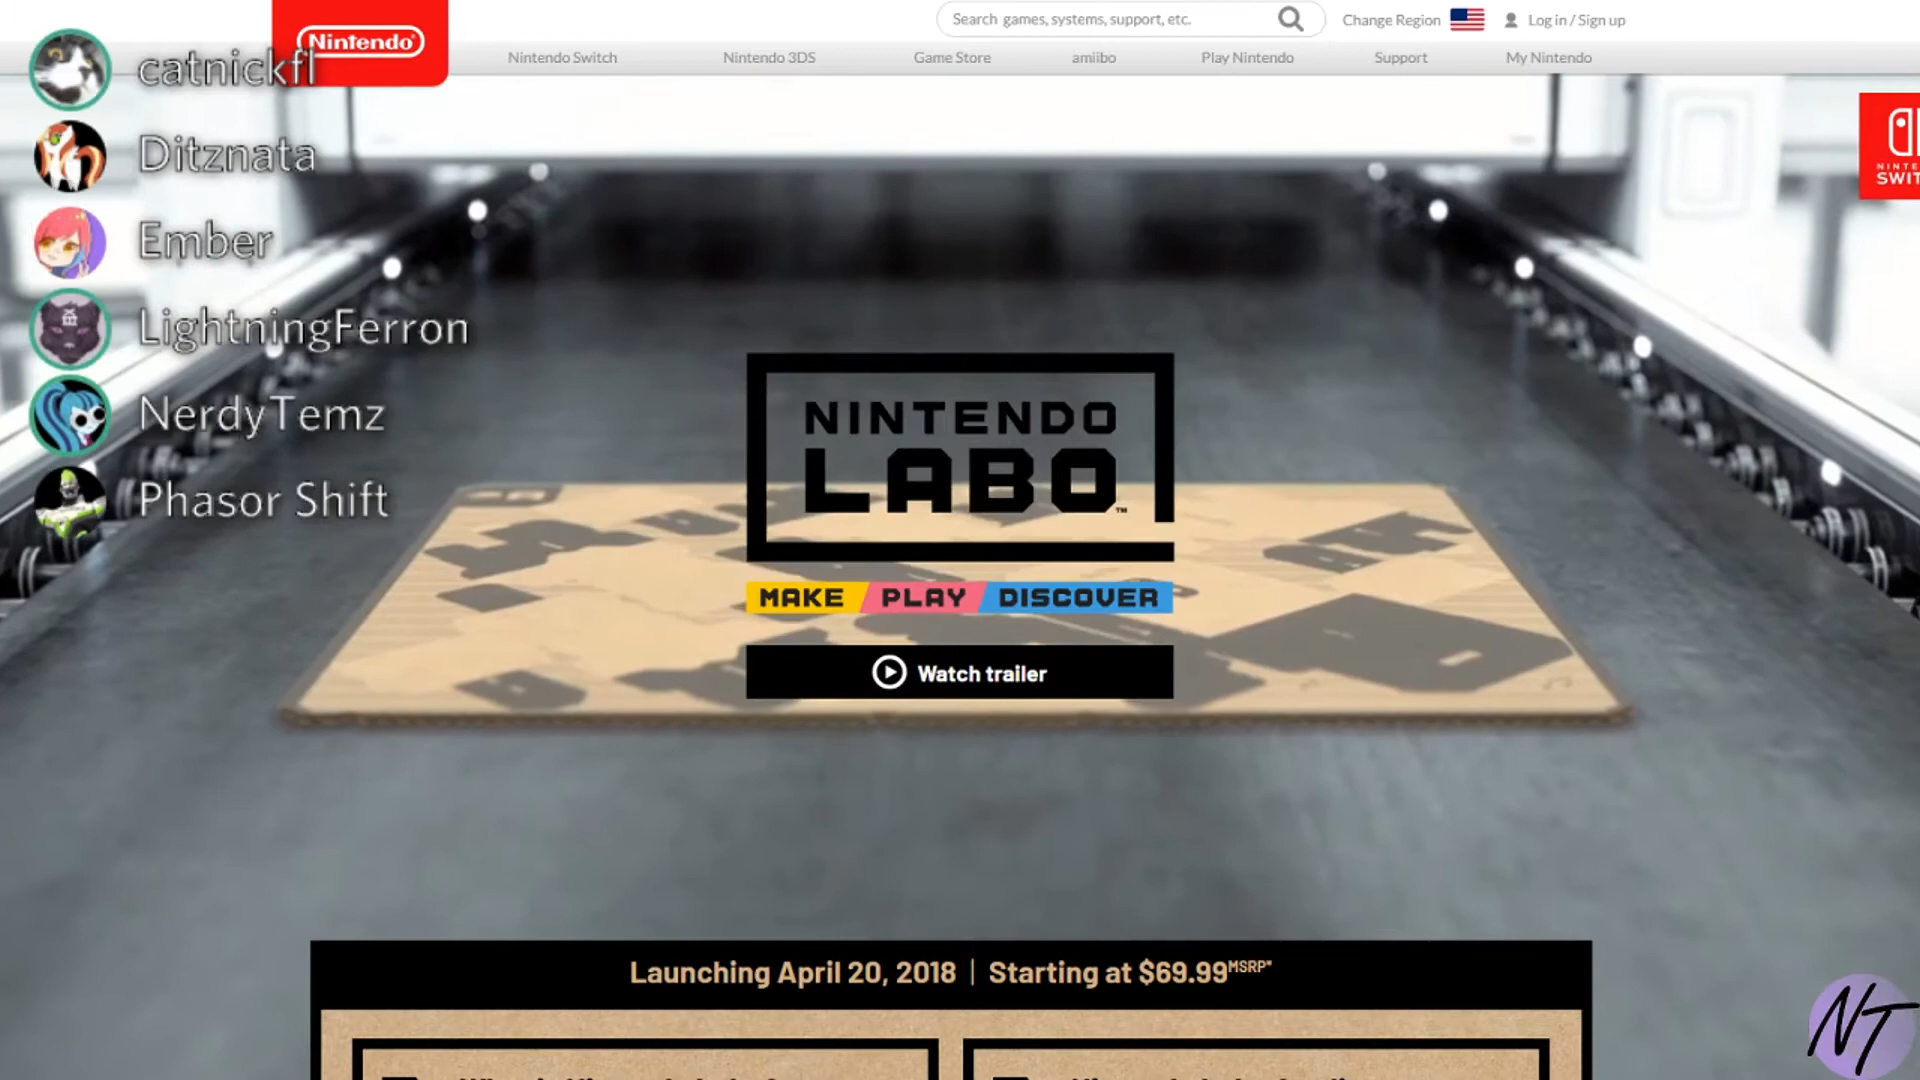 Search games, systems, support, etc.
Change Region
Log in / Sign up
Nintendo
Nintendo Switch
Nintendo 3DS
Game Store
amiibo
Play Nintendo
Support
My Nintendo
catnickfl
Ditznata
Ember
LightningFerron
NerdyTemz
Phasor Shift
NINTENDO
LABO™
MAKE PLAY DISCOVER
Watch trailer
Launching April 20, 2018 | Starting at $69.99MSRP*
NT